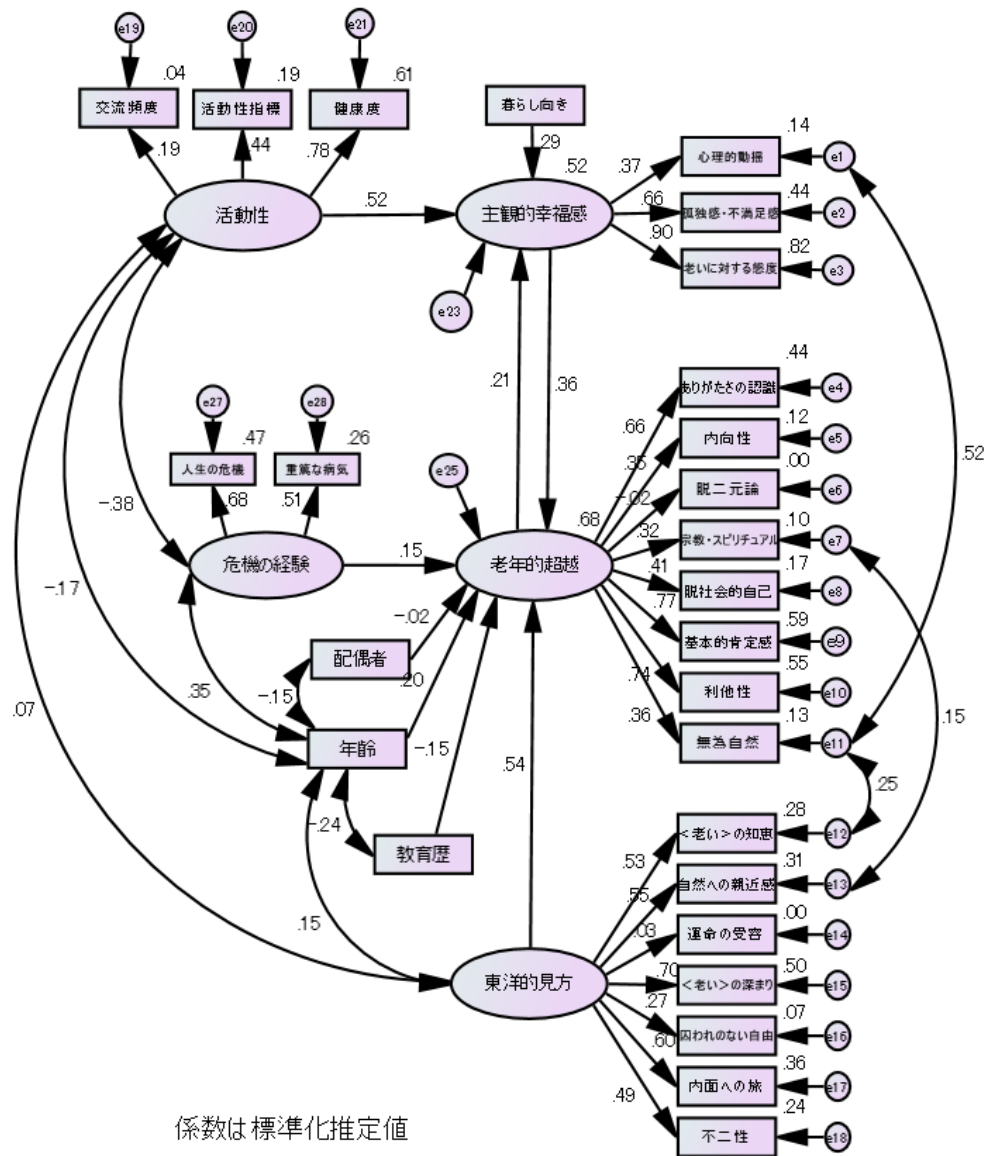 e19
e20
e21
.04
.19
.61
交流頻度
活動性指標
健康度
暮らし向き
.19
.44
.78
.29
.14
心理的動揺
e1
.37
.52
.52
活動性
主観的幸福感
.66
.44
孤独感・不満足感
e2
.90
.82
老いに対する態度
e3
e23
.21
.36
.44
ありがたさの認識
e4
.66
.12
内向性
e5
.35
.00
脱二元論
e6
-.02
.10
宗教・スピリチュアル
e7
.32
.17
脱社会的自己
e8
.41
.59
基本的肯定感
e9
.77
.55
利他性
e10
.74
.13
無為自然
e11
.36
.52
.15
.25
e27
e28
.47
.26
人生の危機
重篤な病気
.68
.51
e25
.68
-.38
危機の経験
.15
老年的超越
-.17
-.02
配偶者
.20
-.15
.35
年齢
-.15
.07
-.24
教育歴
.54
.15
.28
<老い>の知恵
e12
.53
.31
自然への親近感
e13
.55
.00
運命の受容
e14
.03
東洋的見方
.50
<老い>の深まり
e15
.70
.07
囚われのない自由
e16
.27
.36
内面への旅
e17
.60
.24
不二性
e18
.49
係数は標準化推定値